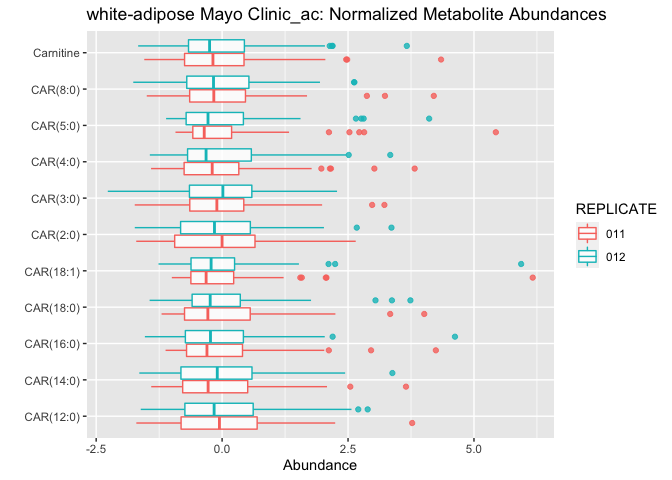 white-adipose Mayo Clinic_ac: Normalized Metabolite Abundances
Carnitine
CAR(8:0)
CAR(5:0)
CAR(4:0)
CAR(3:0)
CAR(2:0)
CAR(18:1)
CAR(18:0)
CAR(16:0)
CAR(14:0)
CAR(12:0)
-2.5 0.0 2.5 5.0
Abundance
REPLICATE
011
012